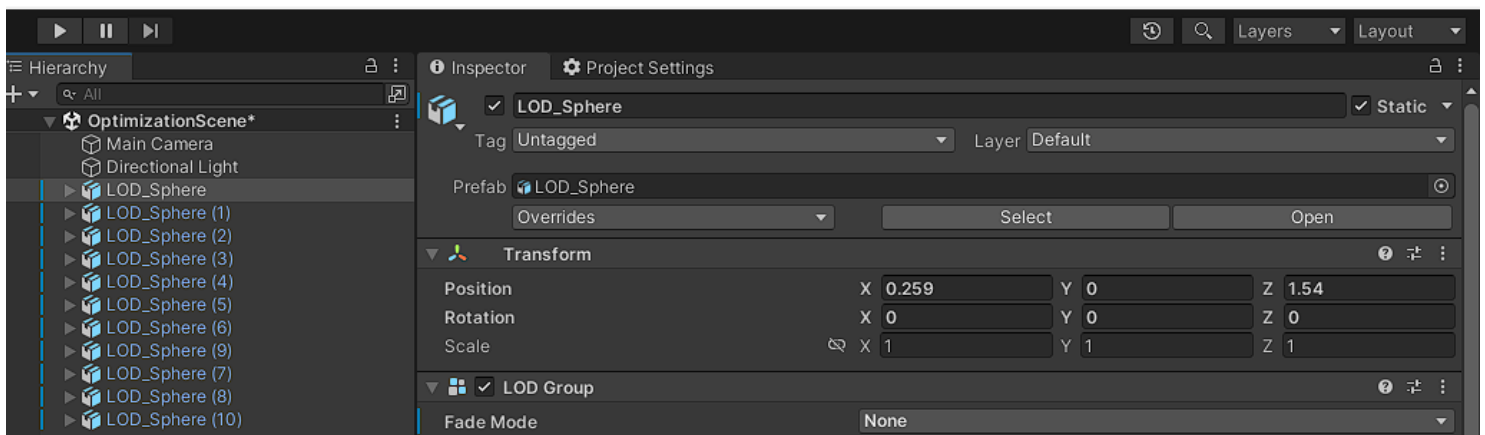 Layers Layout
Hierarchy
All
OptimizationScene*
Main Camera
Directional Light
LOD_Sphere
LOD_Sphere (1)
LOD_Sphere (2)
LOD_Sphere (3)
LOD_Sphere (4)
LOD_Sphere (5)
LOD_Sphere (6)
LOD_Sphere (9)
LOD_Sphere (7)
LOD_Sphere (8)
LOD_Sphere (10)
Inspector Project Settings
LOD_Sphere Static
Tag Untagged Layer Default
Prefab LOD_Sphere
Overrides Select Open
Transform
Position X 0.259 Y 0 Z 1.54
Rotation X 0 Y 0 Z 0
Scale X 1 Y 1 Z 1
LOD Group
Fade Mode None